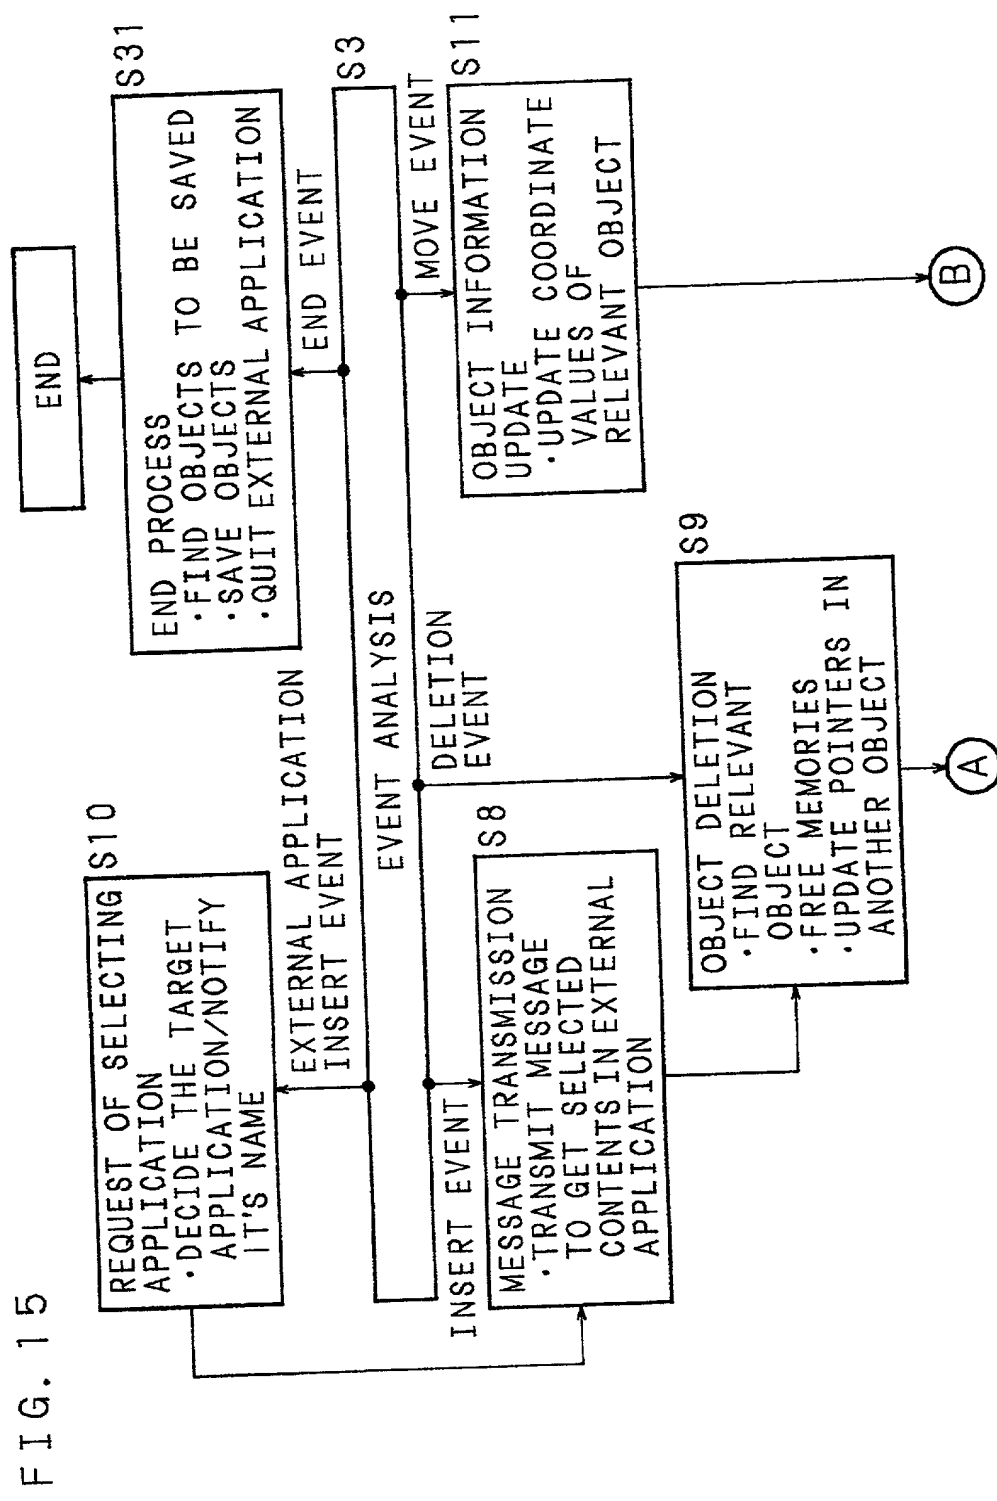 FIG. 15
REQUEST OF SELECTING
APPLICATION
·DECIDE THE TARGET
APPLICATION/NOTIFY
IT'S NAME
S10
EXTERNAL APPLICATION
INSERT EVENT
END
END PROCESS
·FIND OBJECTS TO BE SAVED
·SAVE OBJECTS
·QUIT EXTERNAL APPLICATION
S31
END EVENT
EVENT ANALYSIS
S3
INSERT EVENT
DELETION
EVENT
MOVE EVENT
MESSAGE TRANSMISSION
·TRANSMIT MESSAGE
TO GET SELECTED
CONTENTS IN EXTERNAL
APPLICATION
S8
OBJECT INFORMATION
UPDATE
·UPDATE COORDINATE
VALUES OF
RELEVANT OBJECT
S11
OBJECT DELETION
·FIND RELEVANT
OBJECT
·FREE MEMORIES
·UPDATE POINTERS IN
ANOTHER OBJECT
S9
A
B